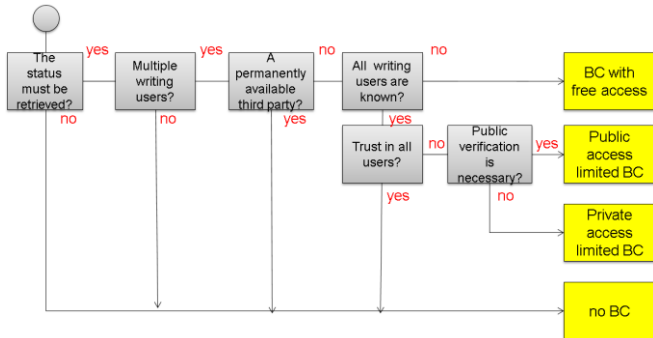 yes
yes
no
no
The
status
must be
retrieved?
Multiple
writing
users?
A
permanently
available
third party?
All writing
users are
known?
BC with
free access
no
no
yes
yes
Trust in all
users?
no
Public
verification
is
necessary?
yes
Public
access
limited BC
yes
no
Private
access
limited BC
no BC